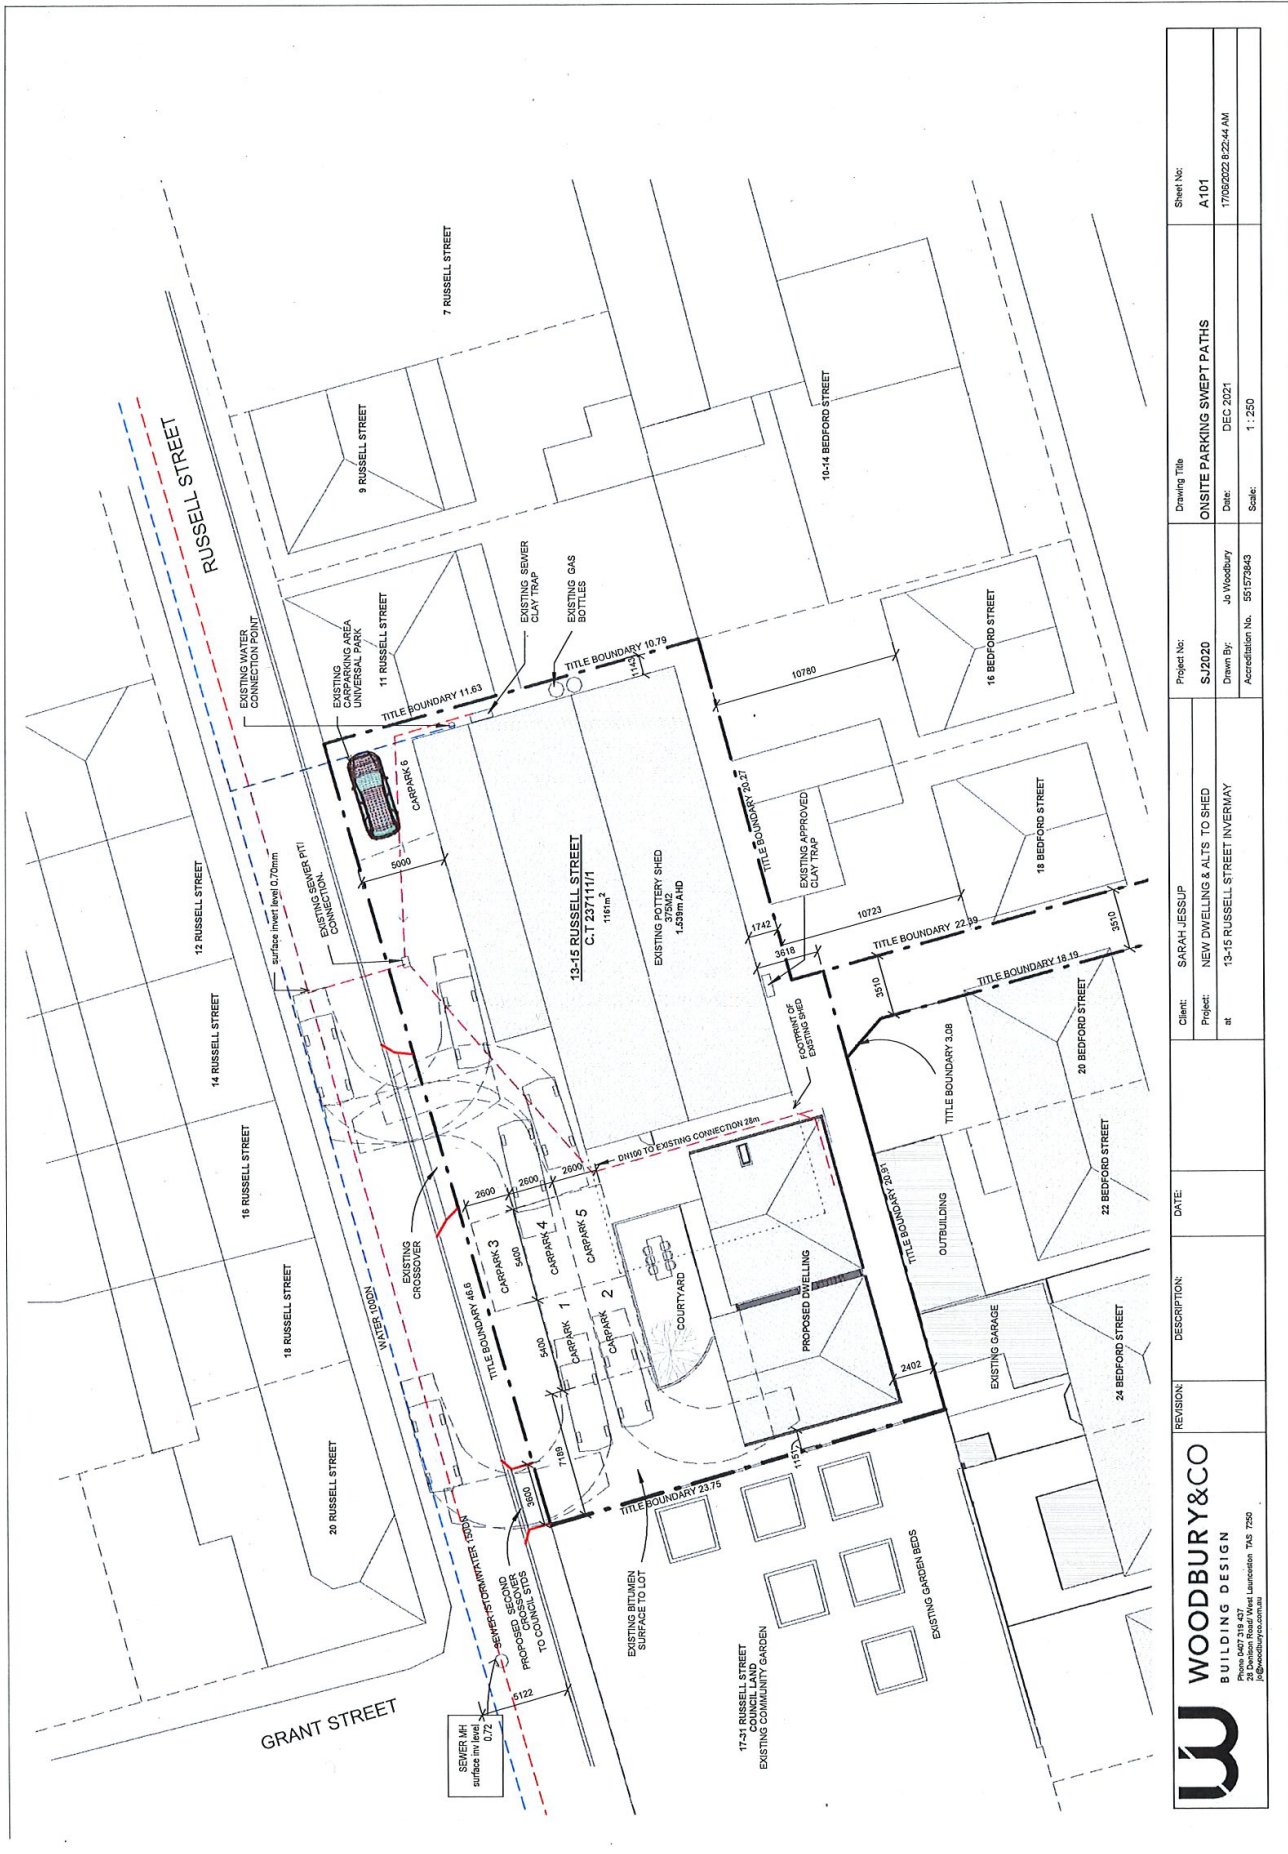 RUSSELL STREET
GRANT STREET
7 RUSSELL STREET
9 RUSSELL STREET
11 RUSSELL STREET
12 RUSSELL STREET
14 RUSSELL STREET
16 RUSSELL STREET
18 RUSSELL STREET
20 RUSSELL STREET
EXISTING WATER
CONNECTION POINT
EXISTING
CARPARKING AREA
UNIVERSAL PARK
EXISTING SEWER
CLAY TRAP
EXISTING GAS
BOTTLES
TITLE BOUNDARY 11.63
TITLE BOUNDARY 10.79
1143
CARPARK 6
5000
surface invert level 0.70mm
EXISTING SEWER PIT/
CONNECTION.
13-15 RUSSELL STREET
C.T 237111/1
1161m²
EXISTING POTTERY SHED
375M2
1.539m AHD
TITLE BOUNDARY 20.27
10780
10-14 BEDFORD STREET
16 BEDFORD STREET
18 BEDFORD STREET
20 BEDFORD STREET
22 BEDFORD STREET
24 BEDFORD STREET
EXISTING APPROVED
CLAY TRAP
1742
3618
10723
TITLE BOUNDARY 22.39
3510
3510
TITLE BOUNDARY 18.19
TITLE BOUNDARY 3.08
FOOTPRINT OF
EXISTING SHED
DN100 TO EXISTING CONNECTION 28m
WATER 100DN
EXISTING
CROSSOVER
TITLE BOUNDARY 46.6
2600
2600
2600
CARPARK 3
CARPARK 4
CARPARK 5
5400
5400
CARPARK 1
CARPARK 2
COURTYARD
PROPOSED DWELLING
TITLE BOUNDARY 20.91
OUTBUILDING
EXISTING GARAGE
2402
1151
7189
3600
TITLE BOUNDARY 23.75
SEWER /STORMWATER 150DN
PROPOSED SECOND
CROSSOVER
TO COUNCIL STDS
SEWER MH
surface inv level
0.72
5122
EXISTING BITUMEN
SURFACE TO LOT
EXISTING GARDEN BEDS
17-31 RUSSELL STREET
COUNCIL LAND
EXISTING COMMUNITY GARDEN
WOODBURY&CO
BUILDING DESIGN
Phone 0407 319 437
28 Denison Road/ West Launceston TAS 7250
jo@woodburyco.com.au
REVISION:
DESCRIPTION:
DATE:
Client: SARAH JESSUP
Project: NEW DWELLING & ALTS TO SHED
at 13-15 RUSSELL STREET INVERMAY
Project No:
SJ2020
Drawn By: Jo Woodbury
Accreditation No. 551573843
Drawing Title
ONSITE PARKING SWEPT PATHS
Date: DEC 2021
Scale: 1 : 250
Sheet No:
A101
17/06/2022 8:22:44 AM